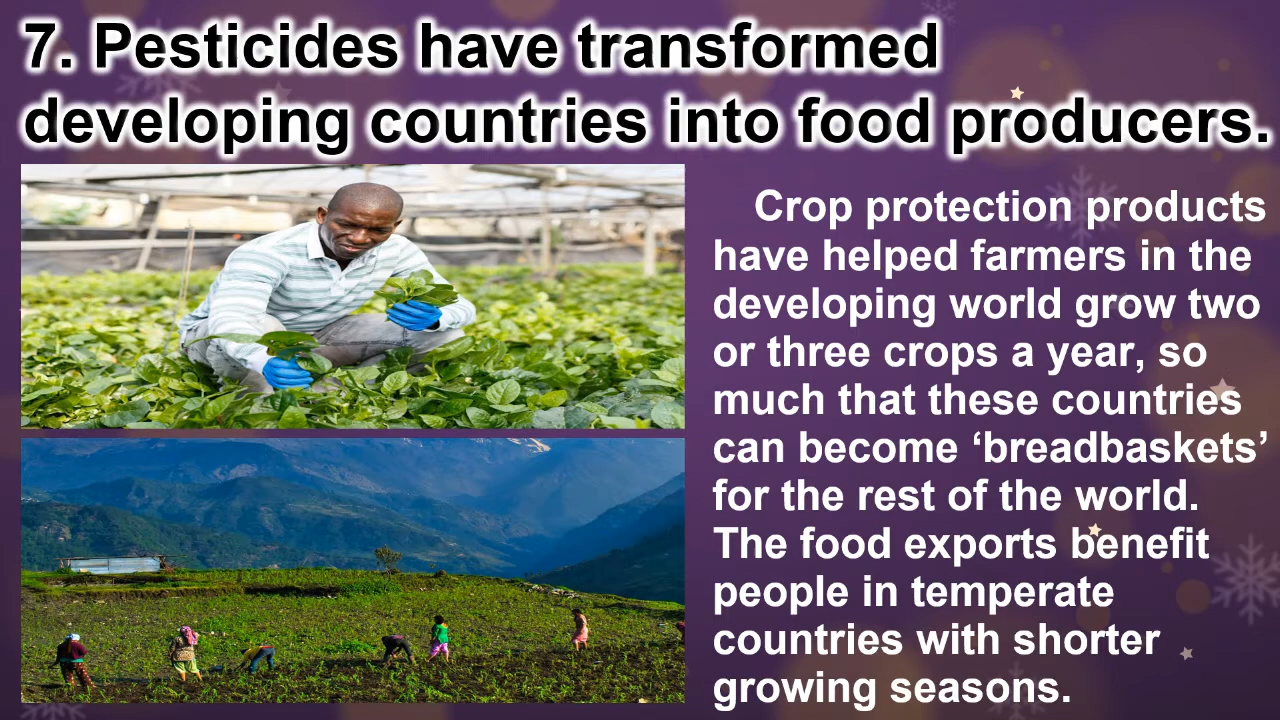 7. Pesticides have transformed
developing countries into food producers.
Crop protection products
have helped farmers in the
developing world grow two
or three crops a year, so
much that these countries
can become ‘breadbaskets’
for the rest of the world.
The food exports benefit
people in temperate
countries with shorter
growing seasons.